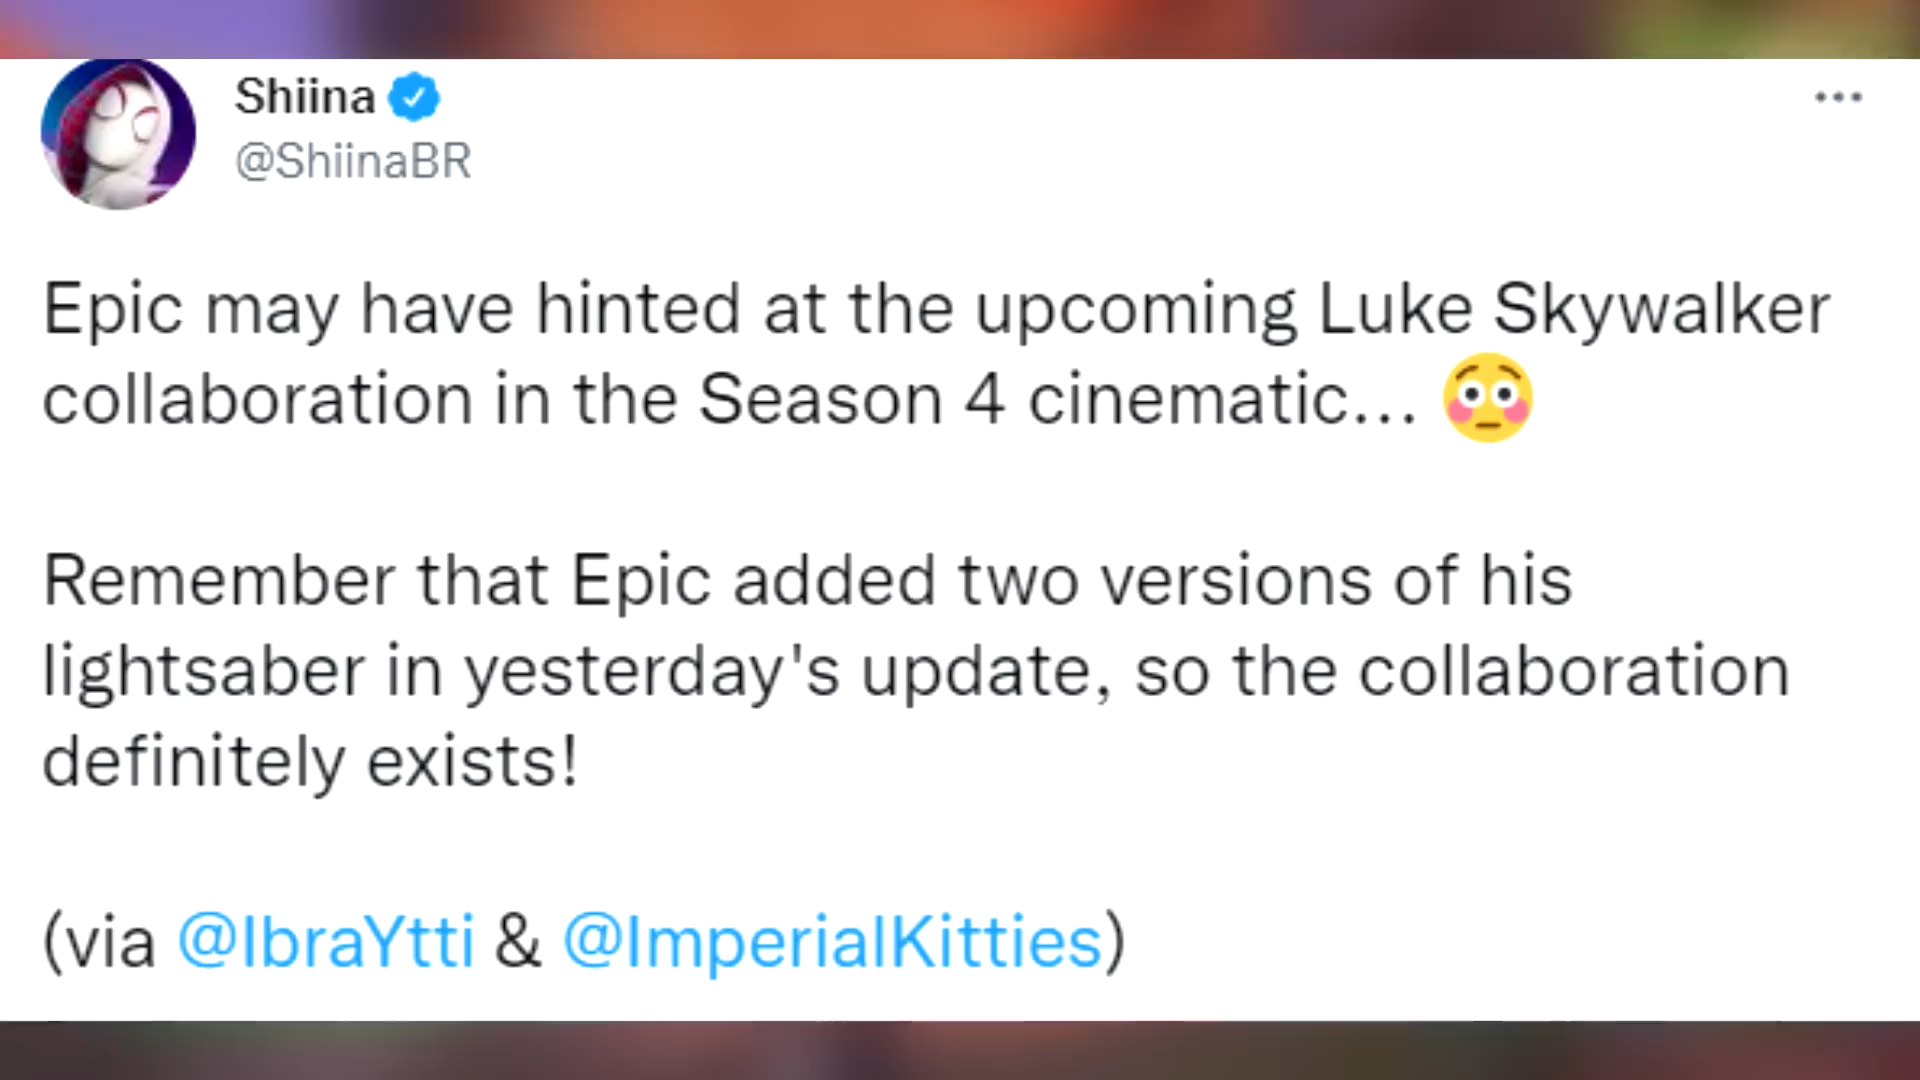 Shiina
@ShiinaBR
Epic may have hinted at the upcoming Luke Skywalker
collaboration in the Season 4 cinematic... 😳
Remember that Epic added two versions of his
lightsaber in yesterday's update, so the collaboration
definitely exists!
(via @IbraYtti & @ImperialKitties)